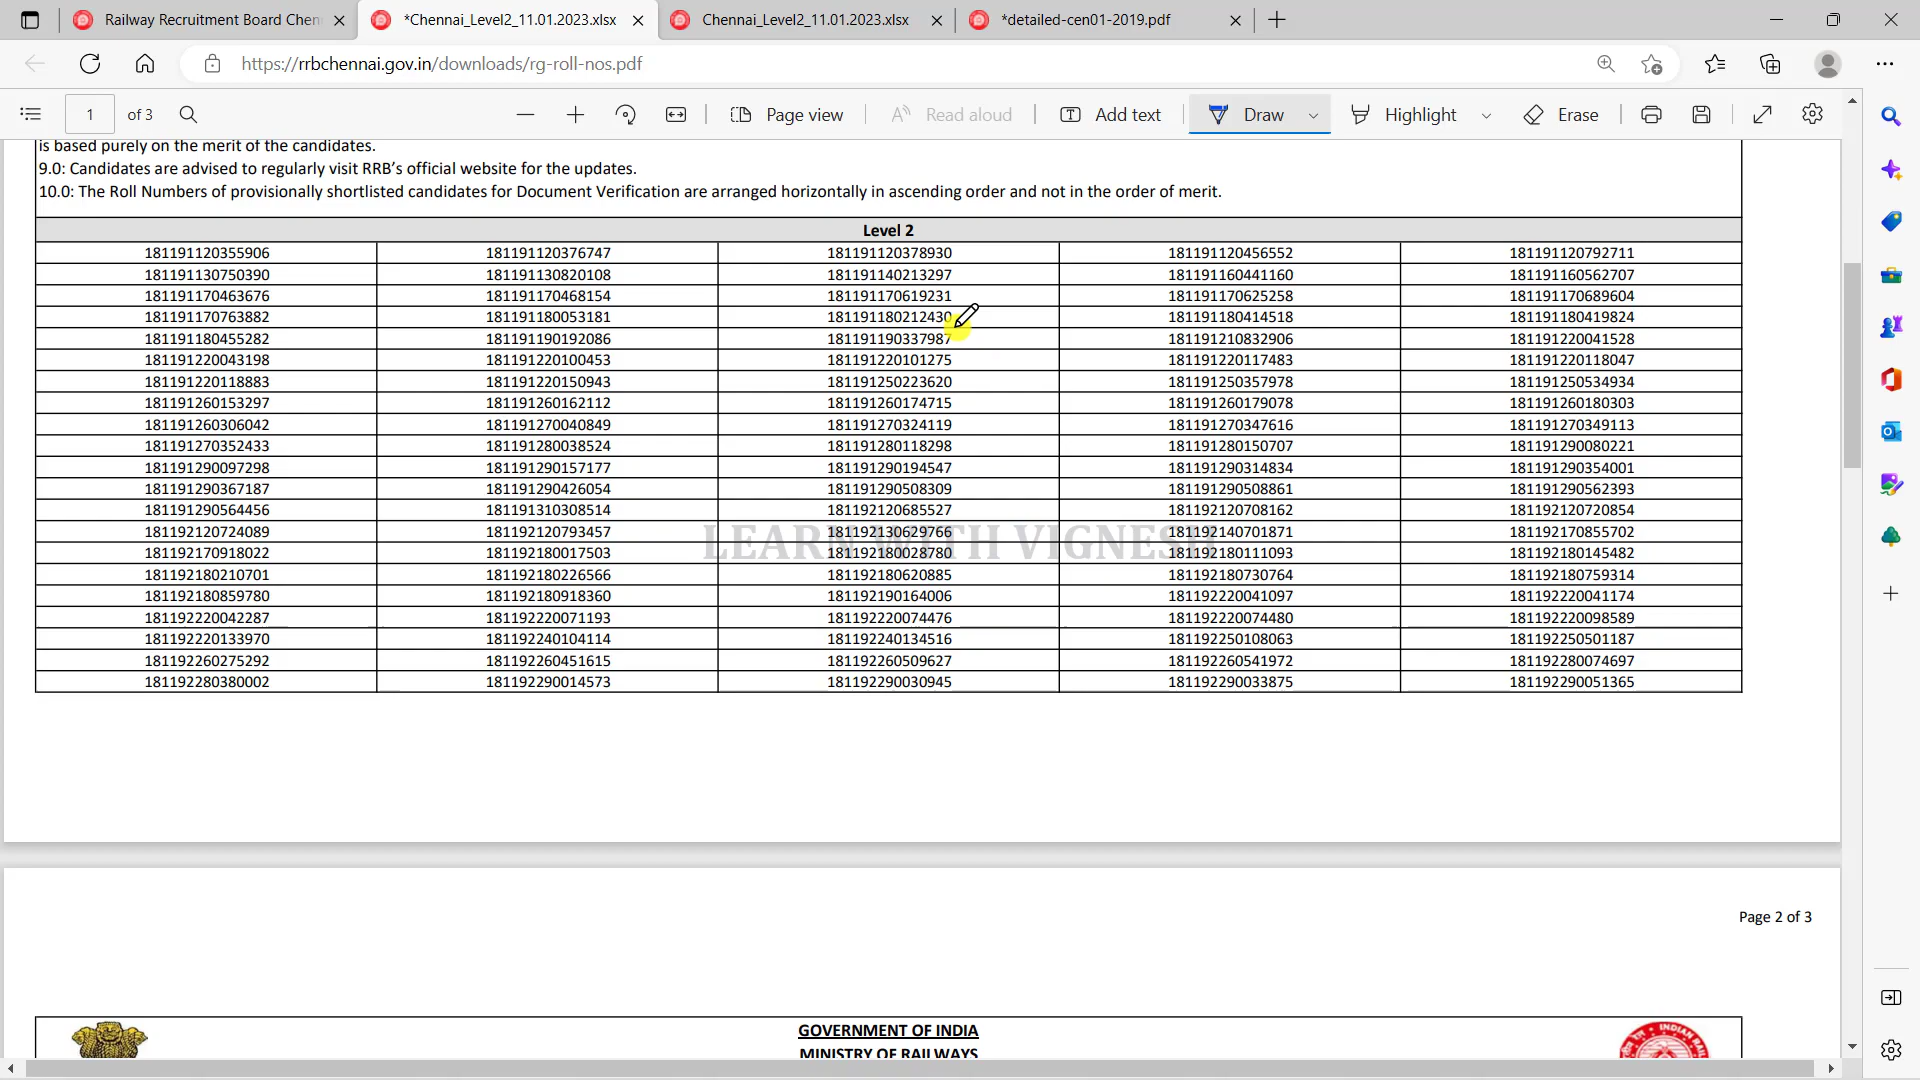 Railway Recruitment Board Chen
*Chennai_Level2_11.01.2023.xlsx
Chennai_Level2_11.01.2023.xlsx
*detailed-cen01-2019.pdf
https://rrbchennai.gov.in/downloads/rg-roll-nos.pdf
1 of 3 Page view Read aloud Add text Draw Highlight Erase
is based purely on the merit of the candidates.
9.0: Candidates are advised to regularly visit RRB's official website for the updates.
10.0: The Roll Numbers of provisionally shortlisted candidates for Document Verification are arranged horizontally in ascending order and not in the order of merit.
Level 2
181191120355906 181191120376747 181191120378930 181191120456552 181191120792711
181191130750390 181191130820108 181191140213297 181191160441160 181191160562707
181191170463676 181191170468154 181191170619231 181191170625258 181191170689604
181191170763882 181191180053181 181191180212430 181191180414518 181191180419824
181191180455282 181191190192086 181191190337987 181191210832906 181191220041528
181191220043198 181191220100453 181191220101275 181191220117483 181191220118047
181191220118883 181191220150943 181191250223620 181191250357978 181191250534934
181191260153297 181191260162112 181191260174715 181191260179078 181191260180303
181191260306042 181191270040849 181191270324119 181191270347616 181191270349113
181191270352433 181191280038524 181191280118298 181191280150707 181191290080221
181191290097298 181191290157177 181191290194547 181191290314834 181191290354001
181191290367187 181191290426054 181191290508309 181191290508861 181191290562393
181191290564456 181191310308514 181192120685527 181192120708162 181192120720854
181192120724089 181192120793457 181192130629766 181192140701871 181192170855702
LEARN WITH VIGNESH
181192170918022 181192180017503 181192180028780 181192180111093 181192180145482
181192180210701 181192180226566 181192180620885 181192180730764 181192180759314
181192180859780 181192180918360 181192190164006 181192220041097 181192220041174
181192220042287 181192220071193 181192220074476 181192220074480 181192220098589
181192220133970 181192240104114 181192240134516 181192250108063 181192250501187
181192260275292 181192260451615 181192260509627 181192260541972 181192280074697
181192280380002 181192290014573 181192290030945 181192290033875 181192290051365
Page 2 of 3
GOVERNMENT OF INDIA
MINISTRY OF RAILWAYS